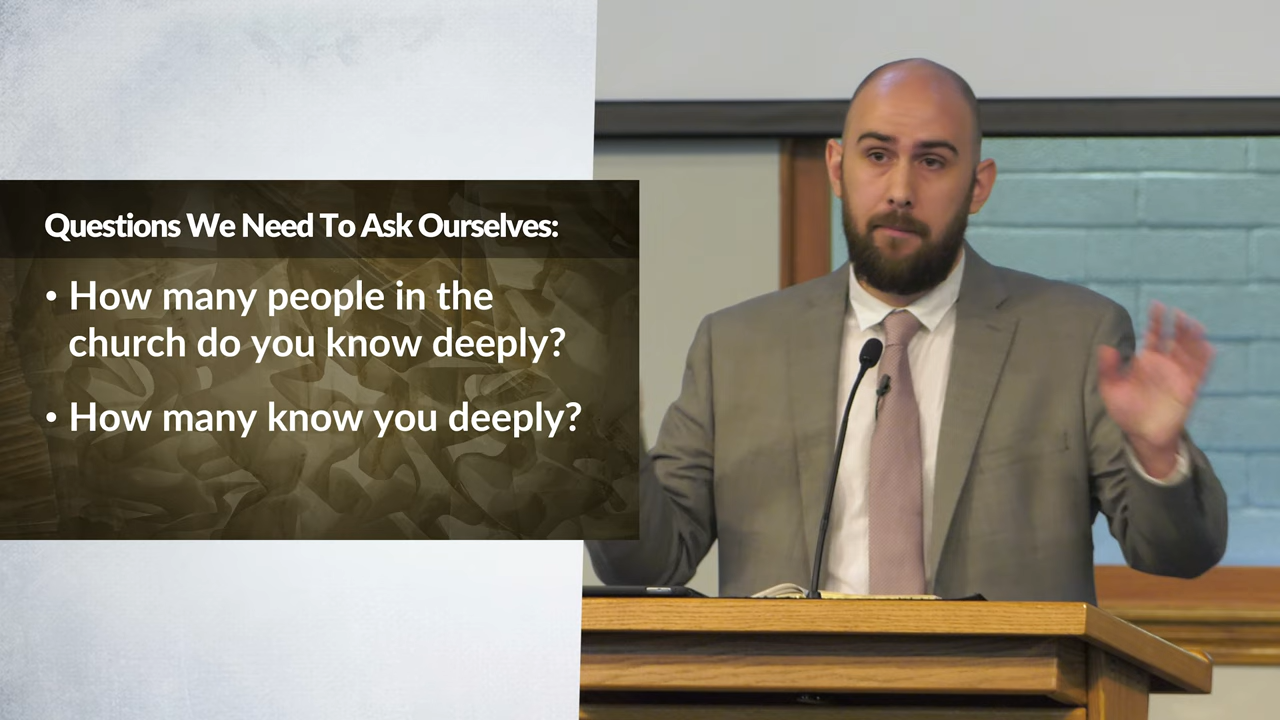 Questions We Need To Ask Ourselves:
• How many people in the
church do you know deeply?
• How many know you deeply?